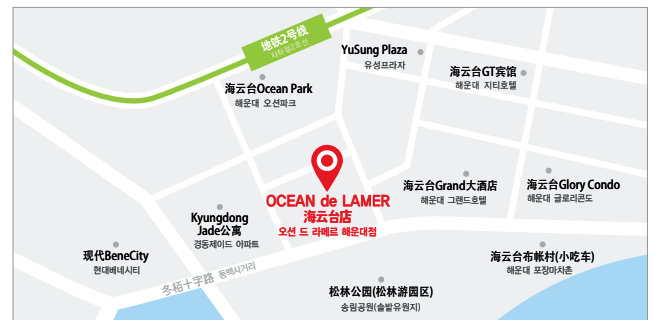 地铁2号线
지하철2호선
YuSung Plaza
유성프라자
海云台GT宾馆
해운대 지티호텔
海云台Ocean Park
해운대 오션파크
OCEAN de LAMER
海云台店
오션 드 라메르 해운대점
海云台Grand大酒店
해운대 그랜드호텔
海云台Glory Condo
해운대 글로리콘도
Kyungdong
Jade公寓
경동제이드 아파트
现代BeneCity
현대베네시티
冬栢十字路 동백사거리
海云台布帐村(小吃车)
해운대 포장마차촌
松林公园(松林游园区)
송림공원(솔밭유원지)